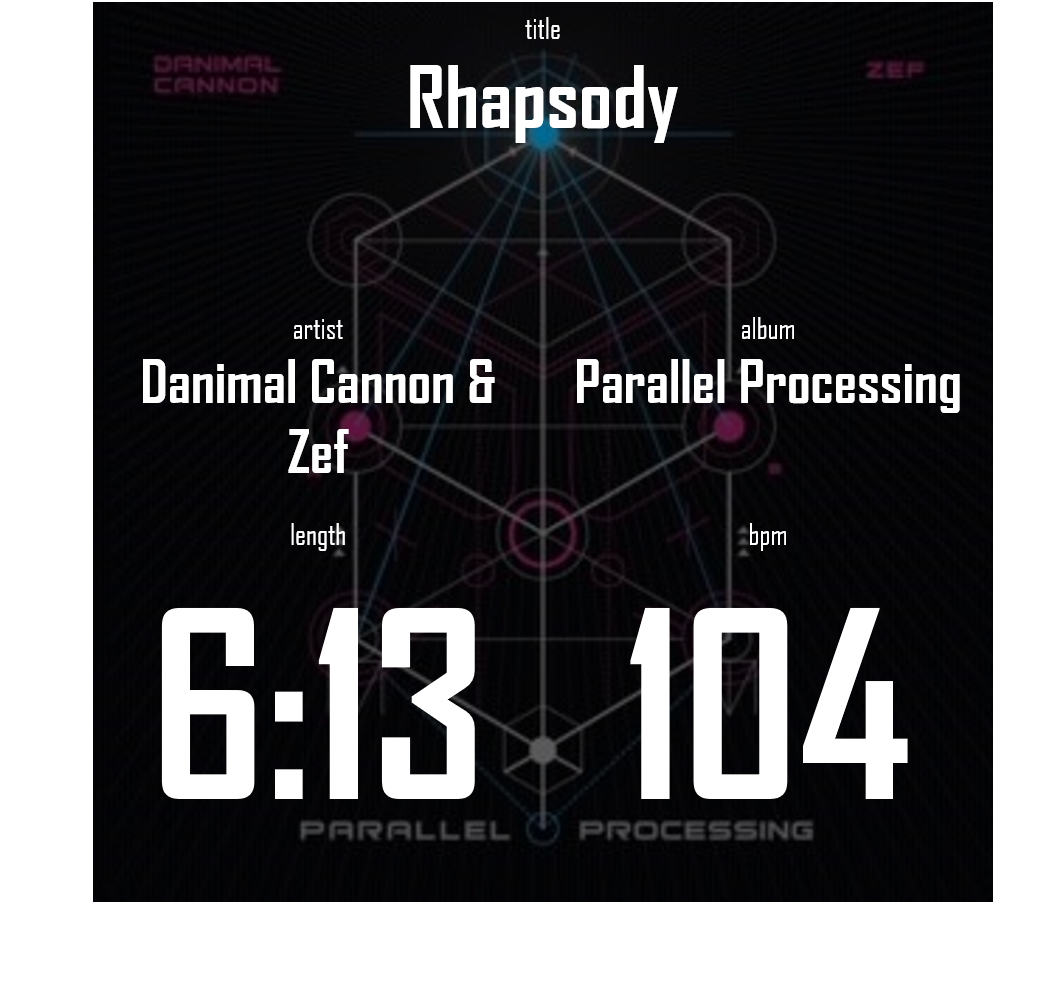 title
DANIMAL
CANNON
ZEF
Rhapsody
artist
Danimal Cannon &
Zef
album
Parallel Processing
length
6:13
bpm
104
PARALLEL PROCESSING